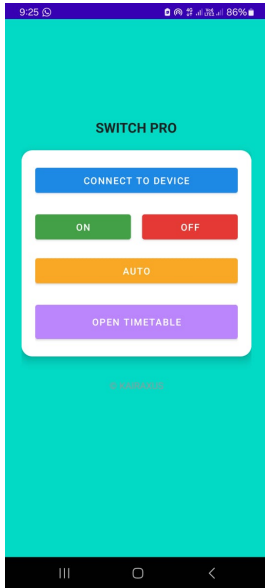 9:25 86%
SWITCH PRO
CONNECT TO DEVICE
ON OFF
AUTO
OPEN TIMETABLE